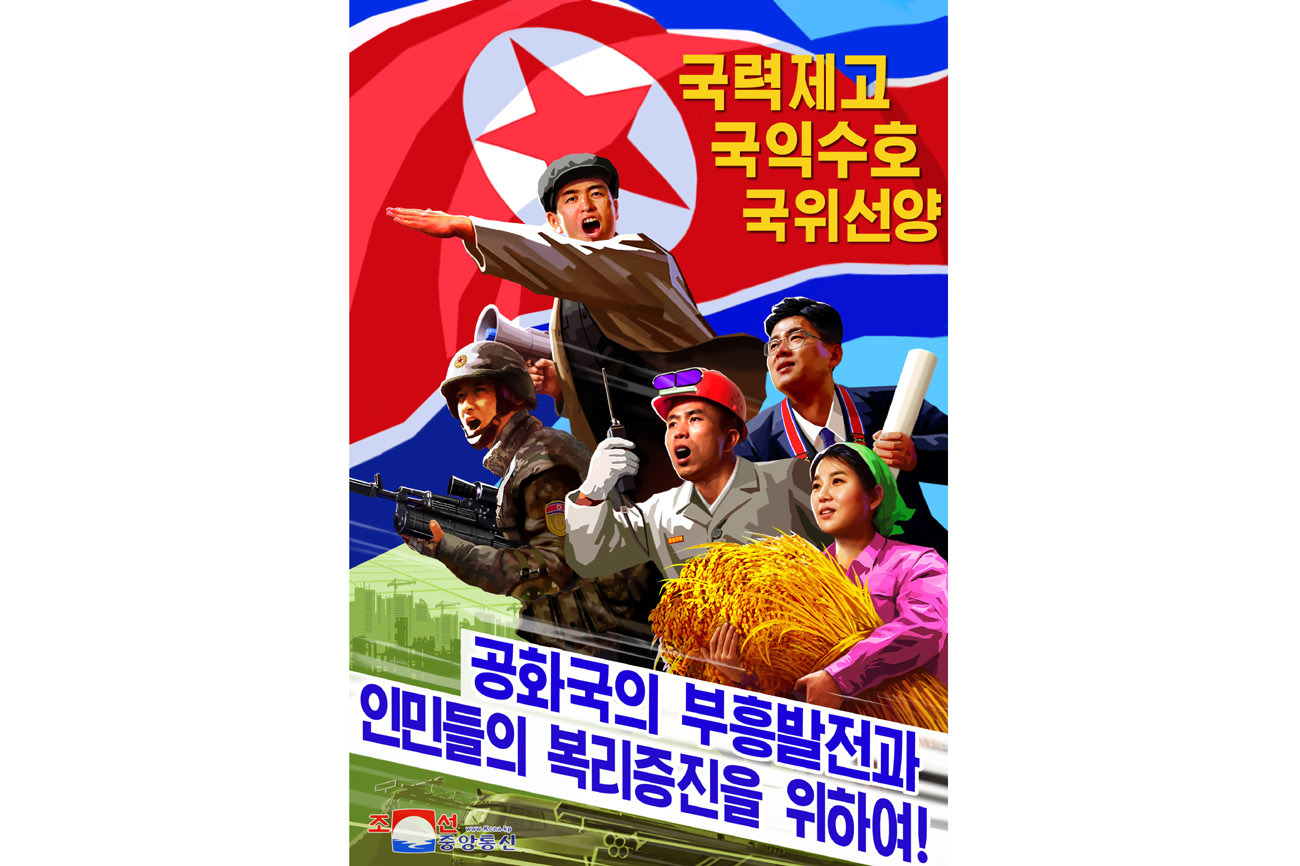 국력제고
국익수호
국위선양
공화국의 부흥발전과
인민들의 복리증진을 위하여!
조선
www.kcna.kp
중앙통신